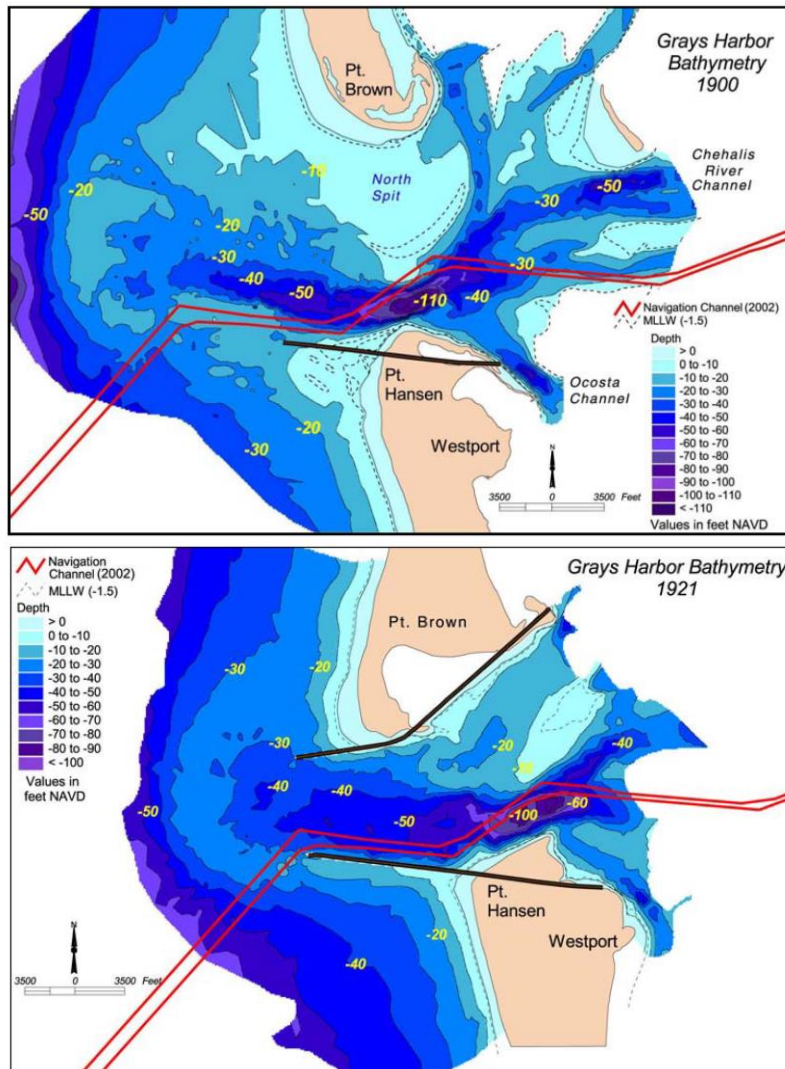 Grays Harbor
Bathymetry
1900
Pt.
Brown
North
Spit
Chehalis
River
Channel
-10
-20
-50
-20
-30
-40
-50
-110
-40
-30
-30
-50
-20
-30
Pt.
Hansen
Westport
Ocosta
Channel
N
3500 0 3500 Feet
Navigation Channel (2002)
MLLW (-1.5)
Depth
> 0
0 to -10
-10 to -20
-20 to -30
-30 to -40
-40 to -50
-50 to -60
-60 to -70
-70 to -80
-80 to -90
-90 to -100
-100 to -110
< -110
Values in feet NAVD
Grays Harbor Bathymetry
1921
Navigation
Channel (2002)
MLLW (-1.5)
Depth
> 0
0 to -10
-10 to -20
-20 to -30
-30 to -40
-40 to -50
-50 to -60
-60 to -70
-70 to -80
-80 to -90
< -100
Values in
feet NAVD
Pt. Brown
-30
-20
-30
-40
-40
-50
-50
-100
-60
-20
-40
-20
-40
Pt.
Hansen
Westport
N
3500 0 3500 Feet